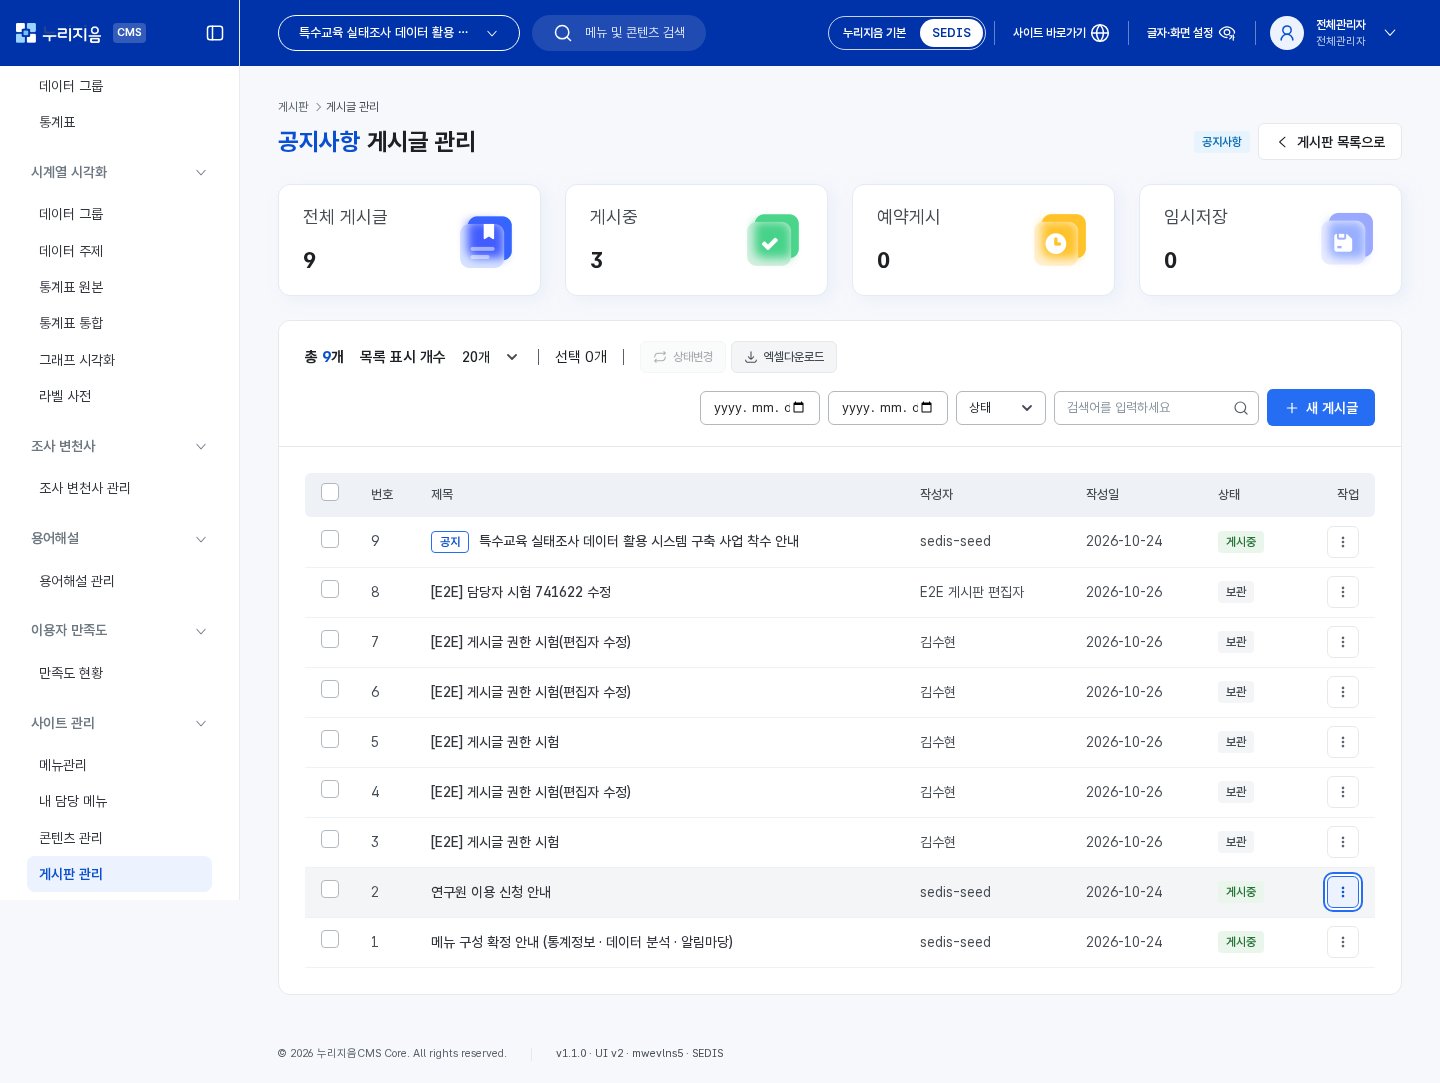 누리지음 CMS
특수교육 실태조사 데이터 활용 ···
메뉴 및 콘텐츠 검색
누리지음 기본 SEDIS
사이트 바로가기
글자·화면 설정
전체관리자
전체관리자
데이터 그룹
통계표
시계열 시각화
데이터 그룹
데이터 주제
통계표 원본
통계표 통합
그래프 시각화
라벨 사전
조사 변천사
조사 변천사 관리
용어해설
용어해설 관리
이용자 만족도
만족도 현황
사이트 관리
메뉴관리
내 담당 메뉴
콘텐츠 관리
게시판 관리
게시판 > 게시글 관리
공지사항 게시글 관리
공지사항
게시판 목록으로
전체 게시글
9
게시중
3
예약게시
0
임시저장
0
총 9개 목록 표시 개수 20개 선택 0개 상태변경 엑셀다운로드
yyyy. mm. d yyyy. mm. d 상태 검색어를 입력하세요 새 게시글
번호 제목 작성자 작성일 상태 작업
9 공지 특수교육 실태조사 데이터 활용 시스템 구축 사업 착수 안내 sedis-seed 2026-10-24 게시중
8 [E2E] 담당자 시험 741622 수정 E2E 게시판 편집자 2026-10-26 보관
7 [E2E] 게시글 권한 시험(편집자 수정) 김수현 2026-10-26 보관
6 [E2E] 게시글 권한 시험(편집자 수정) 김수현 2026-10-26 보관
5 [E2E] 게시글 권한 시험 김수현 2026-10-26 보관
4 [E2E] 게시글 권한 시험(편집자 수정) 김수현 2026-10-26 보관
3 [E2E] 게시글 권한 시험 김수현 2026-10-26 보관
2 연구원 이용 신청 안내 sedis-seed 2026-10-24 게시중
1 메뉴 구성 확정 안내 (통계정보 · 데이터 분석 · 알림마당) sedis-seed 2026-10-24 게시중
© 2026 누리지음CMS Core. All rights reserved.
v1.1.0 · UI v2 · mwevlns5 · SEDIS